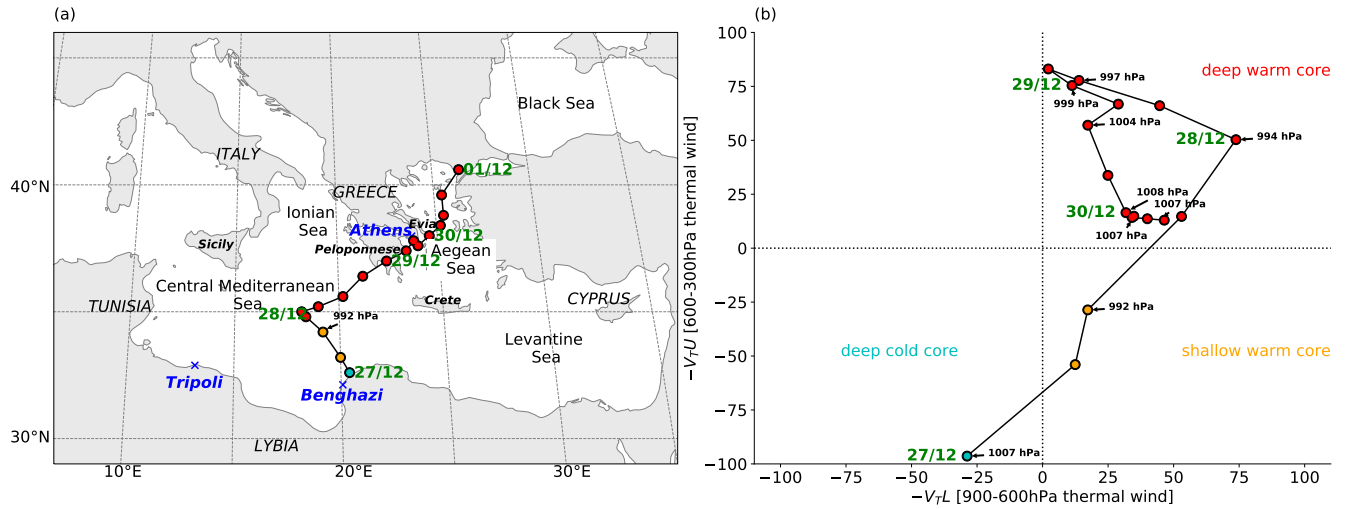 (a)
Black Sea
ITALY
01/12
40°N
GREECE
Ionian
Sea
Evia
Athens
30/12
Sicily
Peloponnese
Aegean
Sea
29/12
Central Mediterranean
Sea
TUNISIA
Crete
CYPRUS
28/12
992 hPa
Levantine
Sea
27/12
Tripoli
Benghazi
30°N
LYBIA
10°E
20°E
30°E
(b)
100
75
50
25
0
−25
−50
−75
−100
−V_TU [600-300hPa thermal wind]
997 hPa
deep warm core
29/12
999 hPa
1004 hPa
28/12
994 hPa
1008 hPa
1007 hPa
30/12
1007 hPa
992 hPa
deep cold core
shallow warm core
27/12
1007 hPa
−100
−75
−50
−25
0
25
50
75
100
−V_TL [900-600hPa thermal wind]